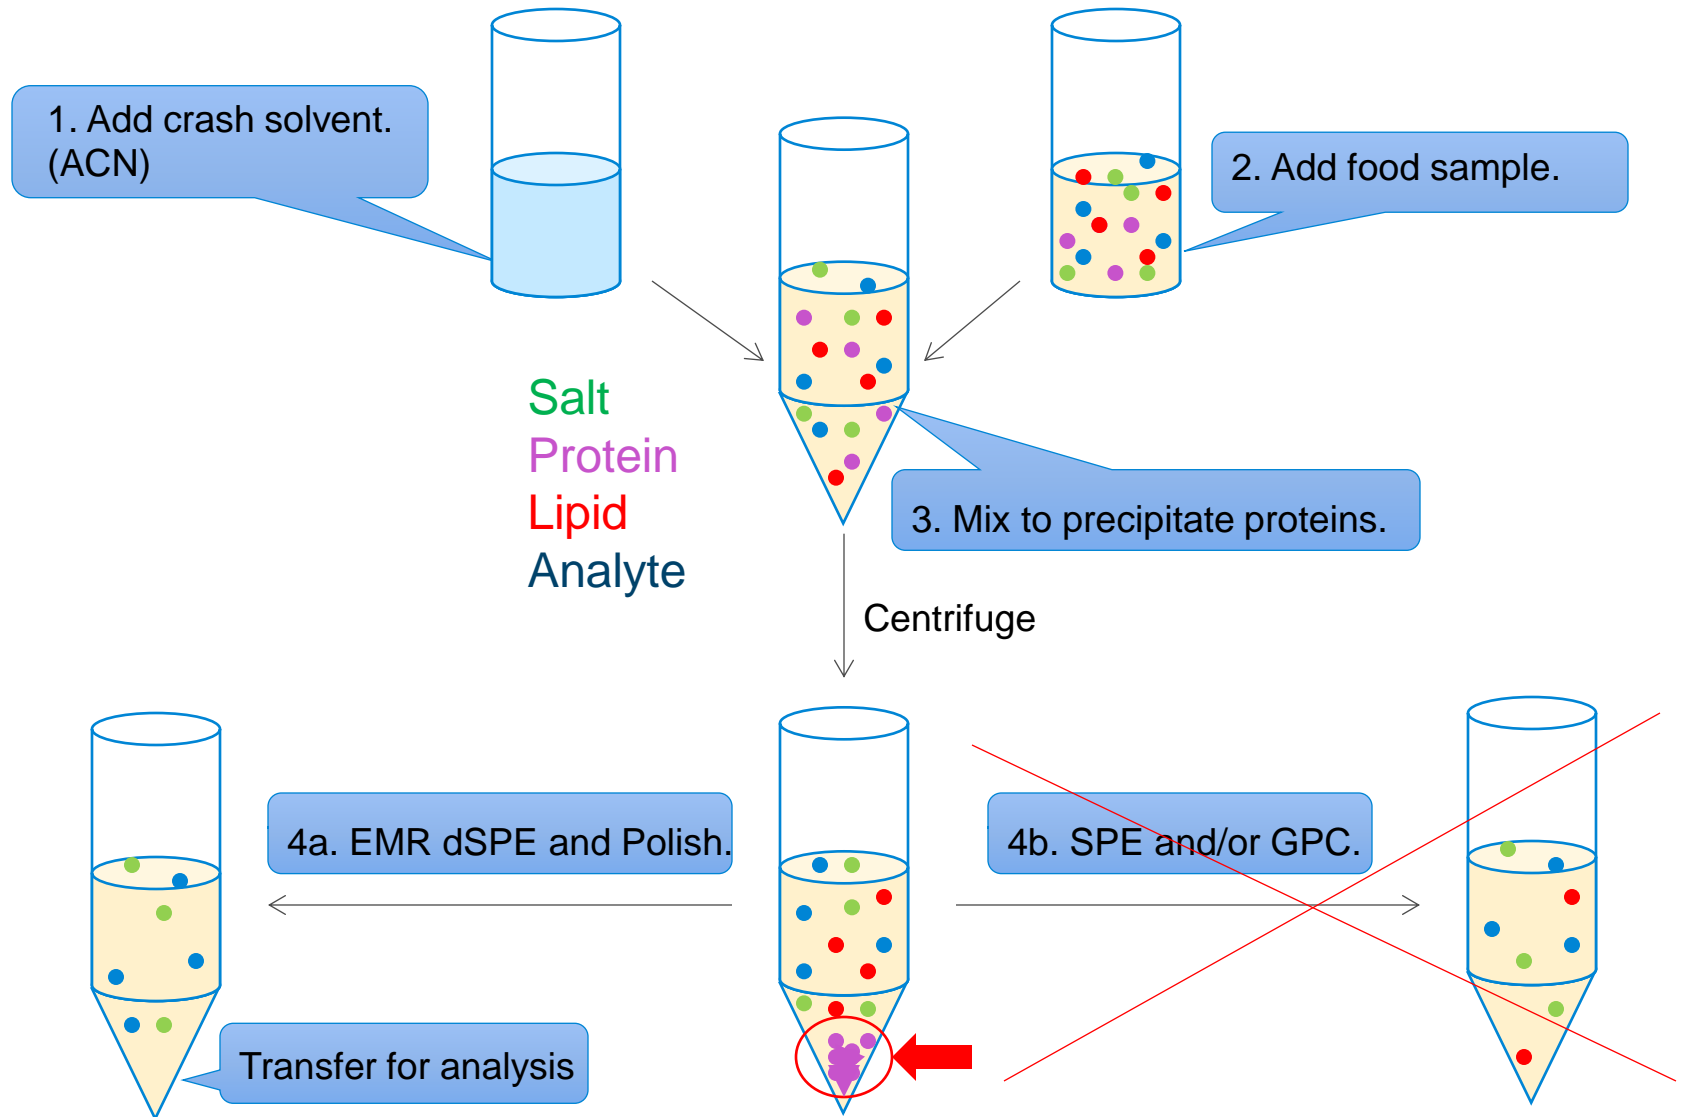 1. Add crash solvent.
(ACN)
2. Add food sample.
Salt
Protein
Lipid
Analyte
3. Mix to precipitate proteins.
Centrifuge
4a. EMR dSPE and Polish.
4b. SPE and/or GPC.
Transfer for analysis